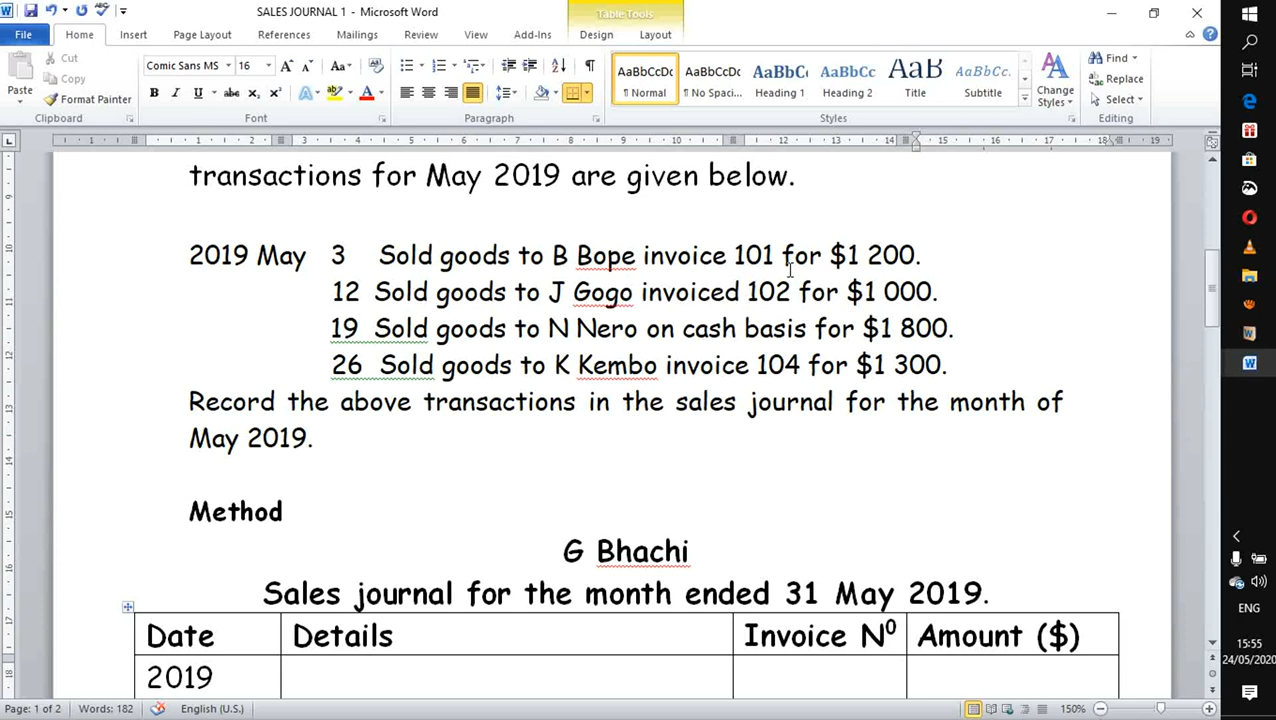 SALES JOURNAL 1 - Microsoft Word
Table Tools
File Home Insert Page Layout References Mailings Review View Add-Ins Design Layout
Cut
Copy
Format Painter
Paste
Clipboard
Comic Sans MS 16
Font
Paragraph
AaBbCcDc AaBbCcDc AaBbCc AaBbCc AaB AaBbCcDc
¶ Normal ¶ No Spaci... Heading 1 Heading 2 Title Subtitle
Change Styles
Styles
Find
Replace
Select
Editing
transactions for May 2019 are given below.
2019 May 3 Sold goods to B Bope invoice 101 for $1 200.
12 Sold goods to J Gogo invoiced 102 for $1 000.
19 Sold goods to N Nero on cash basis for $1 800.
26 Sold goods to K Kembo invoice 104 for $1 300.
Record the above transactions in the sales journal for the month of
May 2019.
Method
G Bhachi
Sales journal for the month ended 31 May 2019.
Date Details Invoice N⁰ Amount ($)
2019
Page: 1 of 2 Words: 182 English (U.S.) 150%
ENG
15:55
24/05/2020